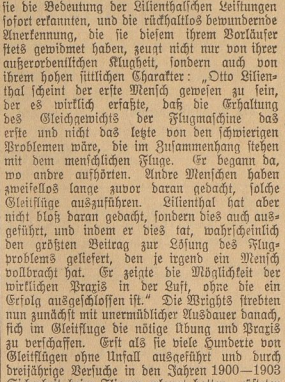 sie die Bedeutung der Lilienthalschen Leistungen
sofort erkannten, und die rückhaltlos bewundernde
Anerkennung, die sie diesem ihrem Vorläufer
stets gewidmet haben, zeugt nicht nur von ihrer
außerordentlichen Klugheit, sondern auch von
ihrem hohen sittlichen Charakter: „Otto Lilien-
thal scheint der erste Mensch gewesen zu sein,
der es wirklich erfaßte, daß die Erhaltung
des Gleichgewichts der Flugmaschine das
erste und nicht das letzte von den schwierigen
Problemen wäre, die im Zusammenhang stehen
mit dem menschlichen Fluge. Er begann da,
wo andre aufhörten. Andre Menschen haben
zweifellos lange zuvor daran gedacht, solche
Gleitflüge auszuführen. Lilienthal hat aber
nicht bloß daran gedacht, sondern dies auch aus-
geführt, und indem er dies tat, wahrscheinlich
den größten Beitrag zur Lösung des Flug-
problems geliefert, den je irgend ein Mensch
vollbracht hat. Er zeigte die Möglichkeit der
wirklichen Praxis in der Luft, ohne die ein
Erfolg ausgeschlossen ist.“ Die Wrights strebten
nun zunächst mit unermüdlicher Ausdauer danach,
sich im Gleitfluge die nötige Übung und Praxis
zu verschaffen. Erst als sie viele Hundert von
Gleitflügen ohne Unfall ausgeführt und durch
dreijährige Versuche in den Jahren 1900—1903